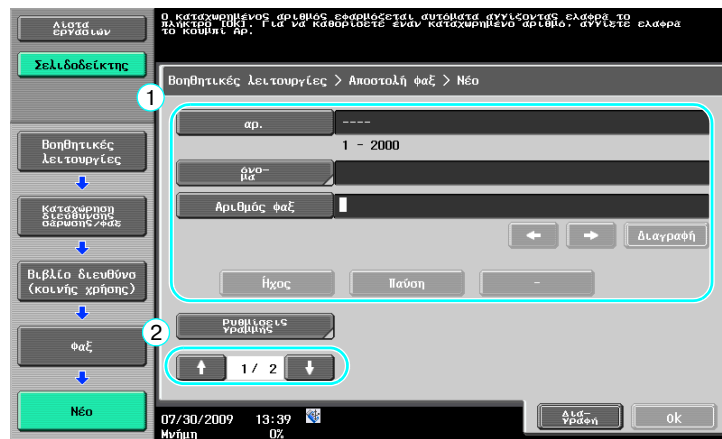 Λίστα
εργασιών
Ο καταχωρημένος αριθμός εφαρμόζεται αυτόματα αγγίζοντας ελαφρά το
πλήκτρο [OK]. Για να καθορίσετε έναν καταχωρημένο αριθμό, αγγίξτε ελαφρά
το κουμπί Αρ.
Σελιδοδείκτης
Βοηθητικές λειτουργίες > Αποστολή φαξ > Νέο
1
αρ.
----
1 - 2000
Βοηθητικές
λειτουργίες
όνο-
μα
Καταχώρηση
διεύθυνσης
σάρωσης/φαξ
Αριθμός φαξ
Διαγραφή
Βιβλίο διευθύνσ
(κοινής χρήσης)
Ήχος
Παύση
-
2
Ρυθμίσεις
γραμμής
φαξ
1/ 2
Νέο
07/30/2009 13:39
Μνήμη 0%
Δια-
γραφή
OK